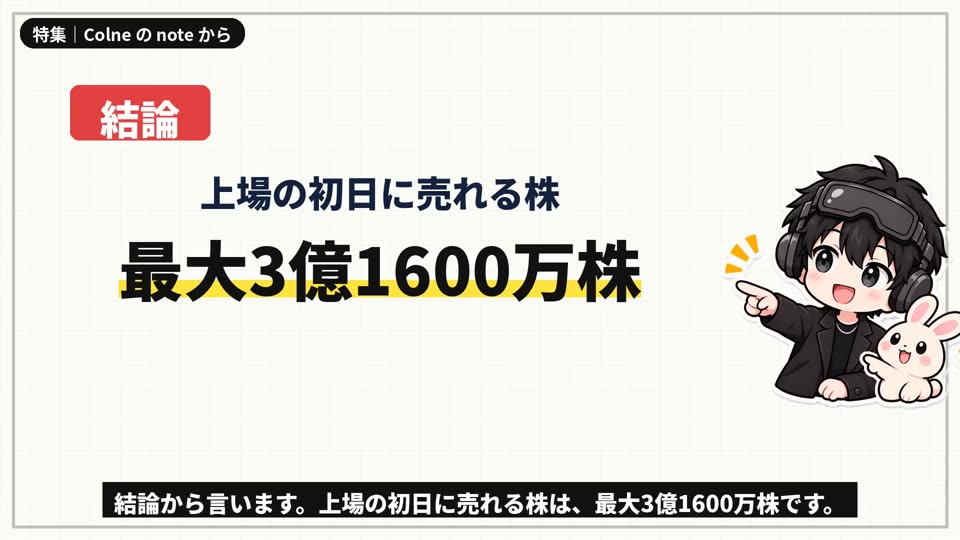 特集｜Colne の note から
結論
上場の初日に売れる株
最大3億1600万株
結論から言います。上場の初日に売れる株は、最大3億1600万株です。